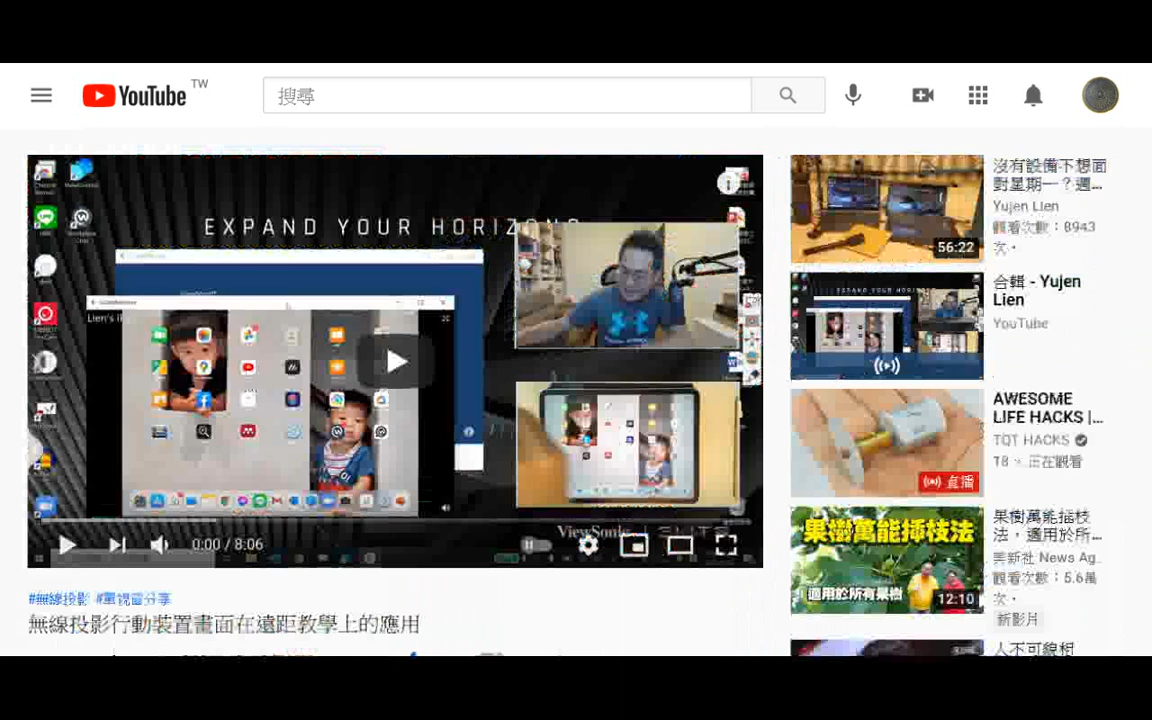 YouTube TW
搜尋
EXPAND YOUR HORIZONS
Lien's
ViewSonic ELITE
0:00 / 8:06
#無線投影 #電視窗分享
無線投影行動裝置畫面在遠距教學上的應用
56:22
沒有設備不想面
對星期一？週...
Yujen Lien
觀看次數：8943
次・
合輯 - Yujen
Lien
YouTube
直播
AWESOME
LIFE HACKS |...
TQT HACKS
18 人正在觀看
果樹萬能插枝法
適用於所有果樹
12:10
果樹萬能插枝
法，適用於所...
美新社 News Ag...
觀看次數：5.6萬
次・
新影片